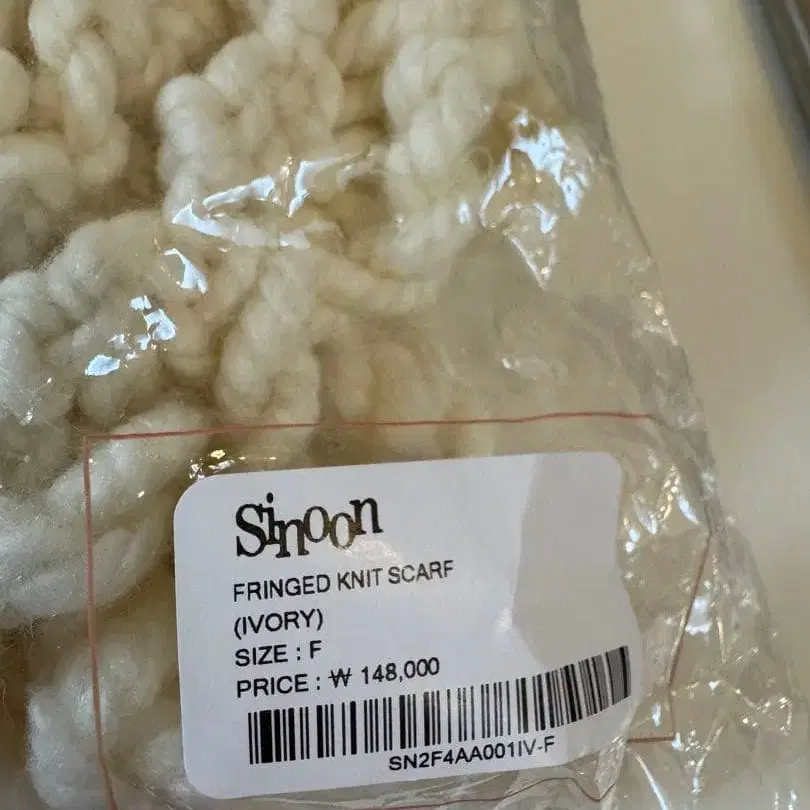 Sinoon
FRINGED KNIT SCARF
(IVORY)
SIZE : F
PRICE : ₩ 148,000
SN2F4AA001IV-F